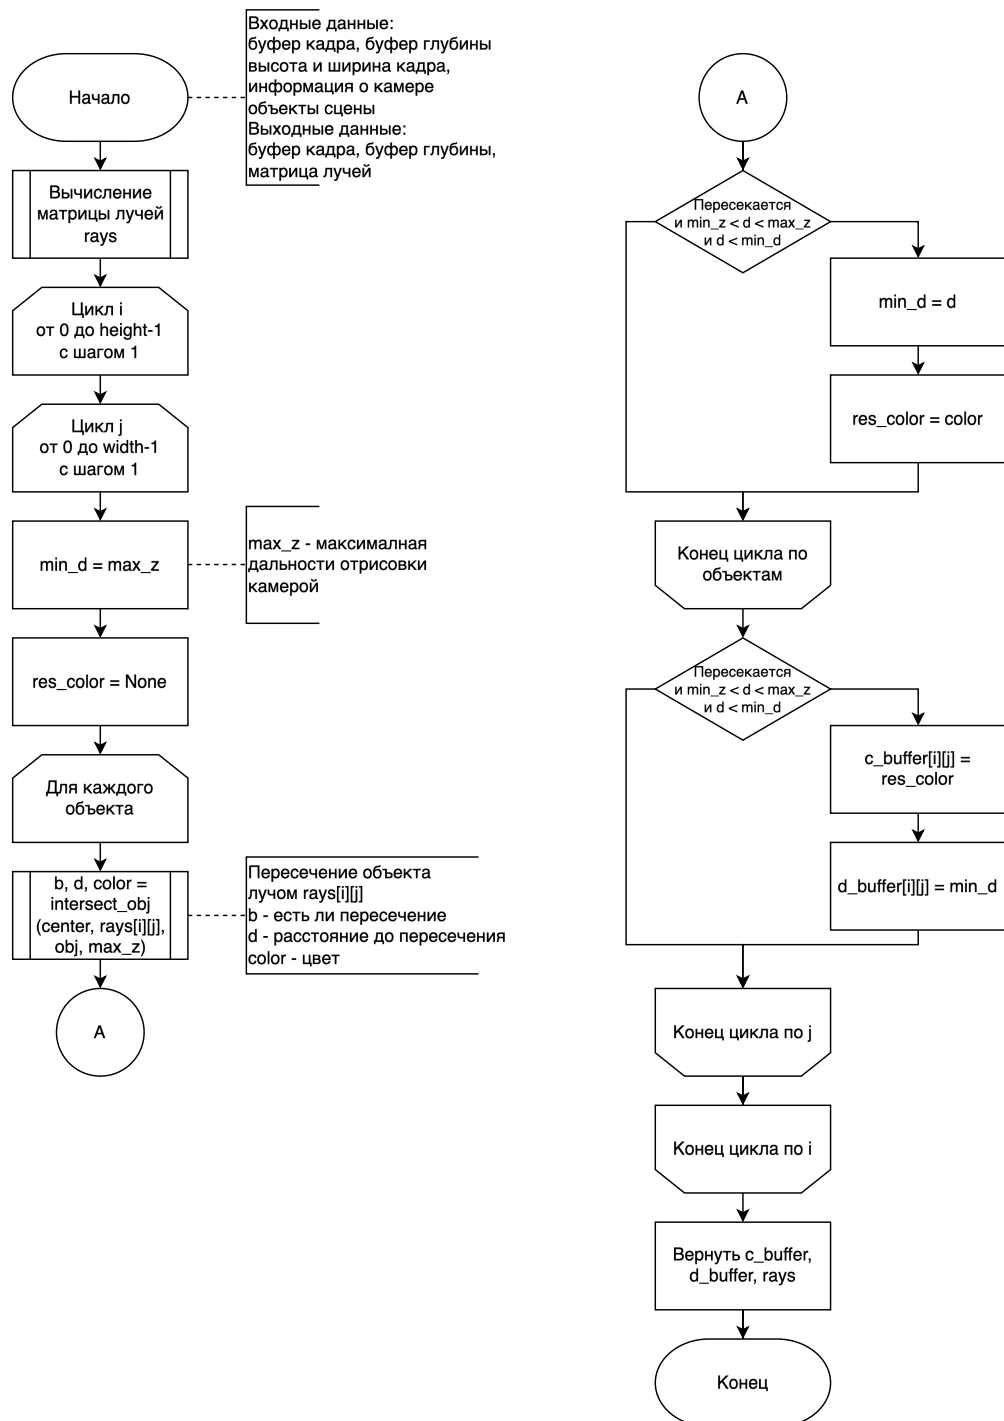 Начало
Входные данные:
буфер кадра, буфер глубины
высота и ширина кадра,
информация о камере
объекты сцены
Выходные данные:
буфер кадра, буфер глубины,
матрица лучей
Вычисление
матрицы лучей
rays
Цикл i
от 0 до height-1
с шагом 1
Цикл j
от 0 до width-1
с шагом 1
min_d = max_z
max_z - максималная
дальности отрисовки
камерой
res_color = None
Для каждого
объекта
b, d, color =
intersect_obj
(center, rays[i][j],
obj, max_z)
Пересечение объекта
лучом rays[i][j]
b - есть ли пересечение
d - расстояние до пересечения
color - цвет
A
A
Пересекается
и min_z < d < max_z
и d < min_d
min_d = d
res_color = color
Конец цикла по
объектам
Пересекается
и min_z < d < max_z
и d < min_d
c_buffer[i][j] =
res_color
d_buffer[i][j] = min_d
Конец цикла по j
Конец цикла по i
Вернуть c_buffer,
d_buffer, rays
Конец